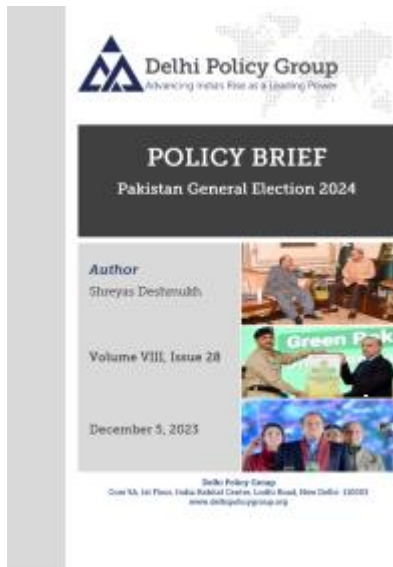 Delhi Policy Group
Advancing India's Rise as a Leading Power
POLICY BRIEF
Pakistan General Election 2024
Author
Shreyas Deshmukh
Green Pak
Volume VIII, Issue 28
December 5, 2023
Delhi Policy Group
Core 5A, 1st Floor, India Habitat Center, Lodhi Road, New Delhi- 110003
www.delhipolicygroup.org